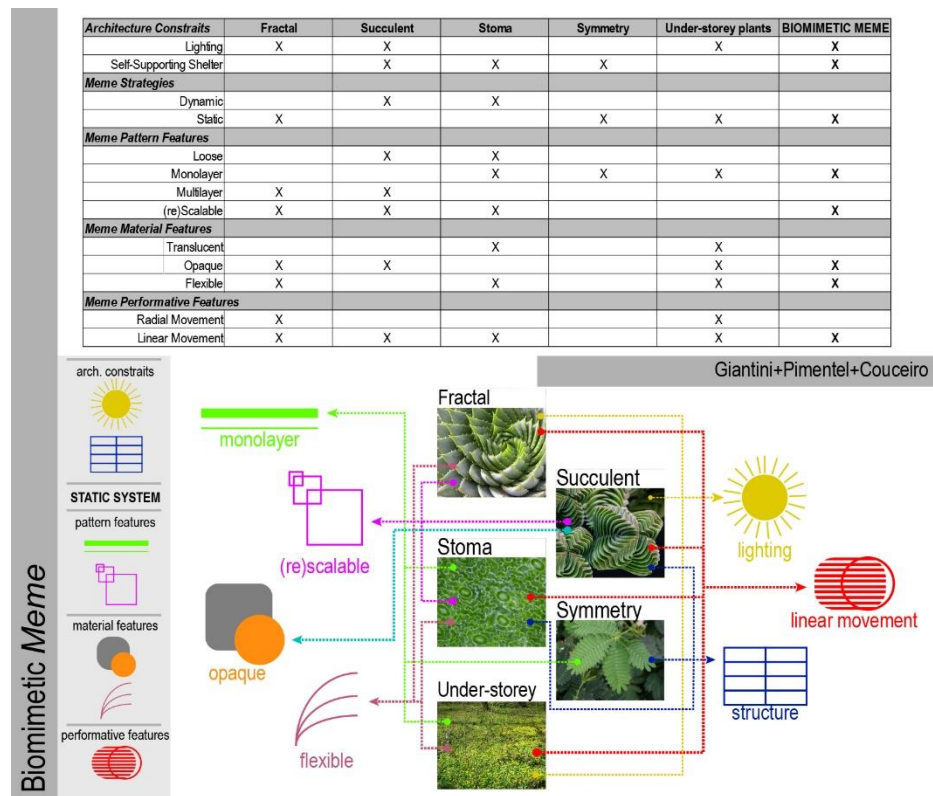 Architecture Constraits Fractal Succulent Stoma Symmetry Under-storey plants BIOMIMETIC MEME
Lighting X X X X
Self-Supporting Shelter X X X X
Meme Strategies
Dynamic X X
Static X X X X
Meme Pattern Features
Loose X X
Monolayer X X X X
Multilayer X X
(re)Scalable X X X X
Meme Material Features
Translucent X X
Opaque X X X X
Flexible X X X X
Meme Performative Features
Radial Movement X X
Linear Movement X X X X X
Giantini+Pimentel+Couceiro
Biomimetic Meme
arch. constraits
STATIC SYSTEM
pattern features
material features
performative features
monolayer
(re)scalable
opaque
flexible
Fractal
Succulent
Stoma
Symmetry
Under-storey
lighting
linear movement
structure